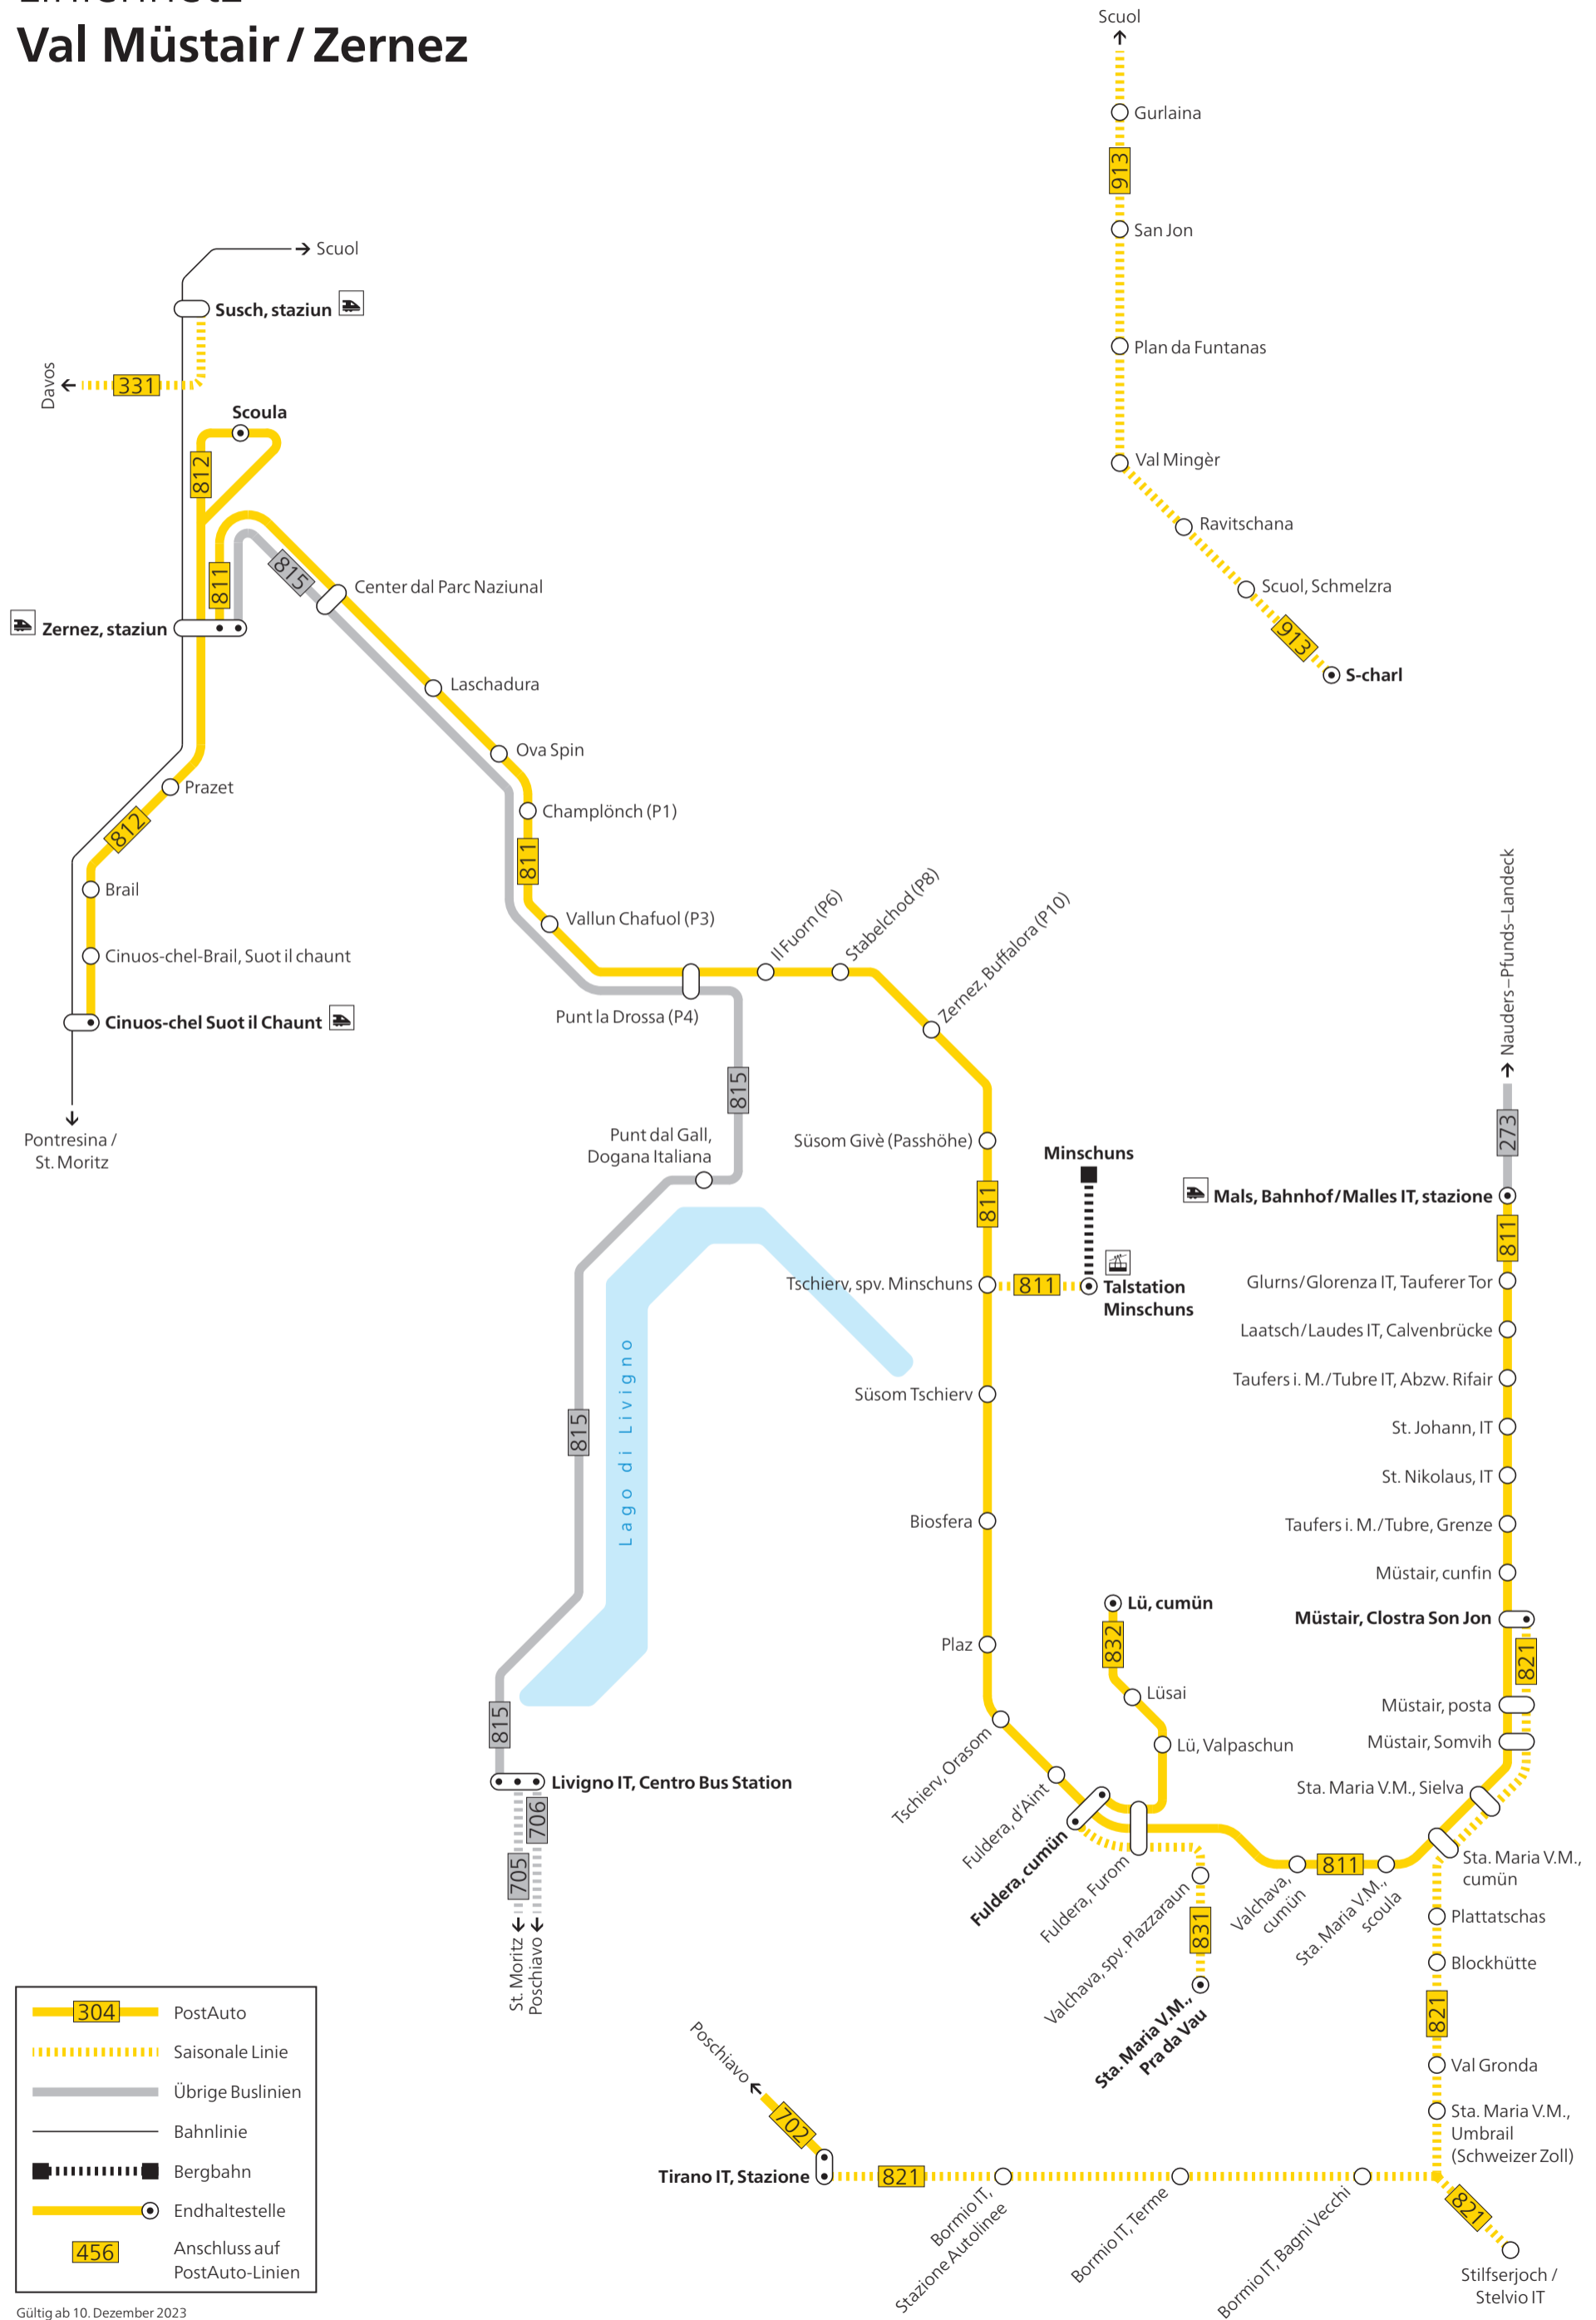 Liniennetz
Val Müstair / Zernez
Scuol
Gurlaina
913
San Jon
Plan da Funtanas
Val Mingèr
Ravitschana
Scuol, Schmelzra
913
S-charl
Scuol
Susch, staziun
Davos
331
Scoula
812
811
815
Center dal Parc Naziunal
Zernez, staziun
Laschadura
Ova Spin
Prazet
812
Champlönch (P1)
811
Brail
Vallun Chafuol (P3)
Il Fuorn (P6)
Stabelchod (P8)
Zernez, Buffalora (P10)
Cinuos-chel-Brail, Suot il chaunt
Cinuos-chel Suot il Chaunt
Punt la Drossa (P4)
Pontresina /
St. Moritz
815
Punt dal Gall,
Dogana Italiana
Süsom Givè (Passhöhe)
811
Minschuns
Tschierv, spv. Minschuns
811
Talstation
Minschuns
Süsom Tschierv
Lago di Livigno
815
Biosfera
Plaz
815
Livigno IT, Centro Bus Station
706
705
St. Moritz
Poschiavo
Nauders–Pfunds–Landeck
273
Mals, Bahnhof/Malles IT, stazione
811
Glurns/Glorenza IT, Tauferer Tor
Laatsch/Laudes IT, Calvenbrücke
Taufers i. M./Tubre IT, Abzw. Rifair
St. Johann, IT
St. Nikolaus, IT
Taufers i. M./Tubre, Grenze
Müstair, cunfin
Müstair, Clostra Son Jon
821
Müstair, posta
Müstair, Somvih
Sta. Maria V.M., Sielva
Sta. Maria V.M.,
cumün
Lü, cumün
832
Lüsai
Lü, Valpaschun
Tschierv, Orasom
Fuldera, d'Aint
Fuldera, cumün
Fuldera, Furom
Valchava, spv. Plazzaraun
831
Sta. Maria V.M.,
Pra da Vau
Valchava,
cumün
811
Sta. Maria V.M.,
scoula
Plattatschas
Blockhütte
821
Val Gronda
Sta. Maria V.M.,
Umbrail
(Schweizer Zoll)
821
Stilfserjoch /
Stelvio IT
Poschiavo
702
Tirano IT, Stazione
821
Bormio IT,
Stazione Autolinee
Bormio IT, Terme
Bormio IT, Bagni Vecchi
304 PostAuto
Saisonale Linie
Übrige Buslinien
Bahnlinie
Bergbahn
Endhaltestelle
456 Anschluss auf
PostAuto-Linien
Gültig ab 10. Dezember 2023